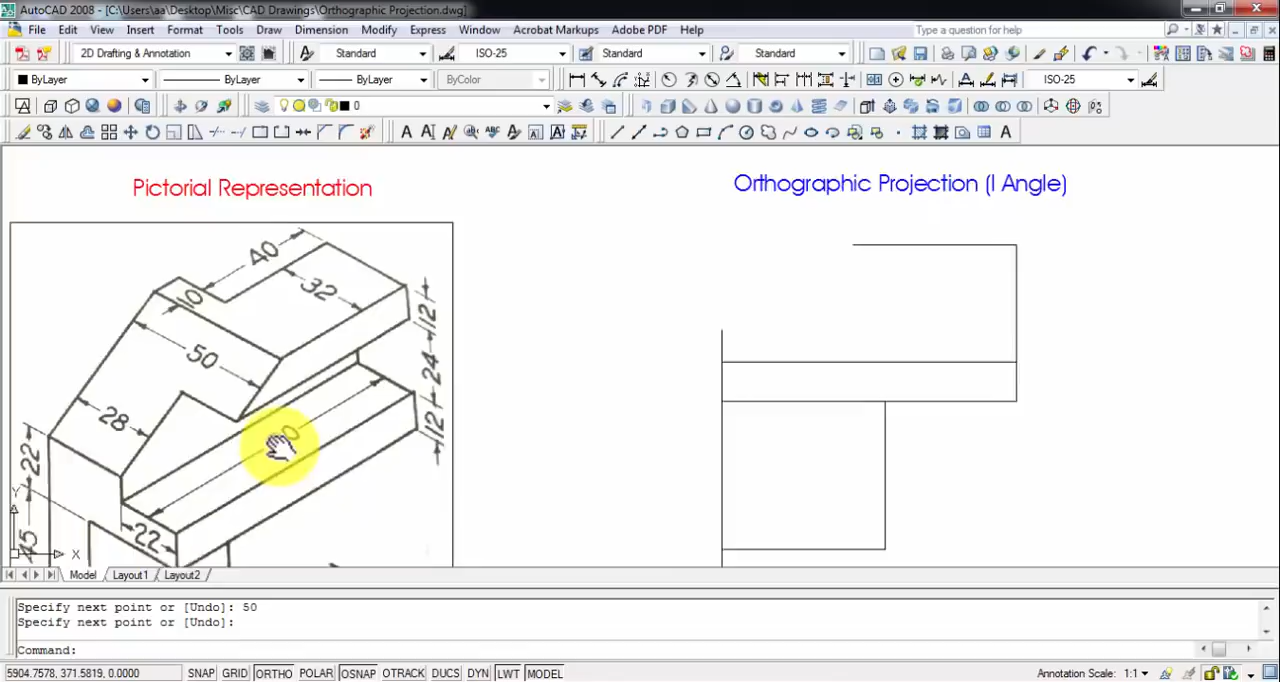 AutoCAD 2008 - [C:\Users\aa\Desktop\Misc\CAD Drawings\Orthographic Projection.dwg]
File Edit View Insert Format Tools Draw Dimension Modify Express Window Acrobat Markups Adobe PDF Help Type a question for help
2D Drafting & Annotation Standard ISO-25 Standard Standard
ByLayer ByLayer ByLayer ByColor ISO-25
0
Pictorial Representation
Orthographic Projection (I Angle)
40
10
32
12
50
24
28
12
22
22
45
Y
X
Model Layout1 Layout2
Specify next point or [Undo]: 50
Specify next point or [Undo]:
Command:
5904.7578, 371.5819, 0.0000 SNAP GRID ORTHO POLAR OSNAP OTRACK DUCS DYN LWT MODEL Annotation Scale: 1:1